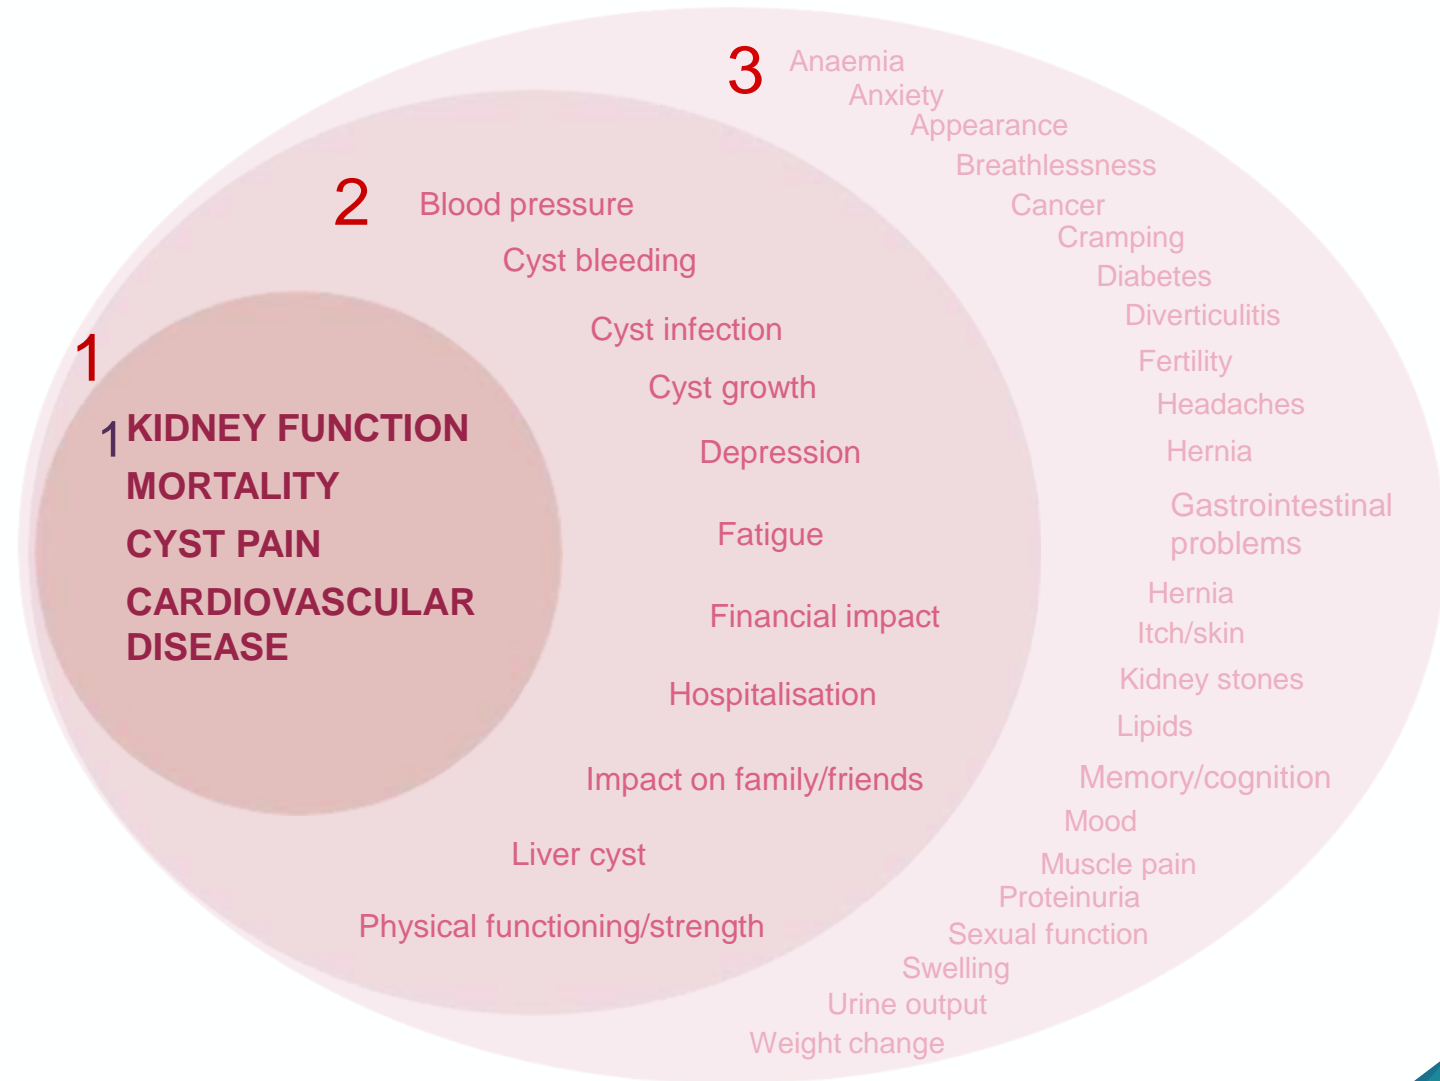 1
1
KIDNEY FUNCTION
MORTALITY
CYST PAIN
CARDIOVASCULAR
DISEASE
2
Blood pressure
Cyst bleeding
Cyst infection
Cyst growth
Depression
Fatigue
Financial impact
Hospitalisation
Impact on family/friends
Liver cyst
Physical functioning/strength
3
Anaemia
Anxiety
Appearance
Breathlessness
Cancer
Cramping
Diabetes
Diverticulitis
Fertility
Headaches
Hernia
Gastrointestinal
problems
Hernia
Itch/skin
Kidney stones
Lipids
Memory/cognition
Mood
Muscle pain
Proteinuria
Sexual function
Swelling
Urine output
Weight change